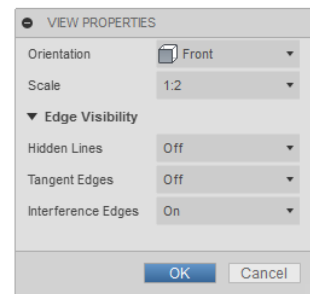 VIEW PROPERTIES
Orientation Front
Scale 1:2
Edge Visibility
Hidden Lines Off
Tangent Edges Off
Interference Edges On
OK Cancel